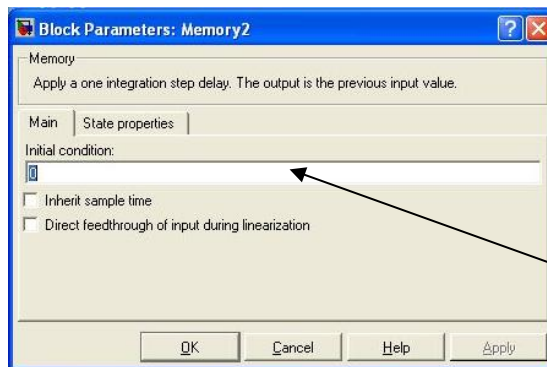 Block Parameters: Memory2
Memory
Apply a one integration step delay. The output is the previous input value.
Main State properties
Initial condition:
0
Inherit sample time
Direct feedthrough of input during linearization
OK Cancel Help Apply